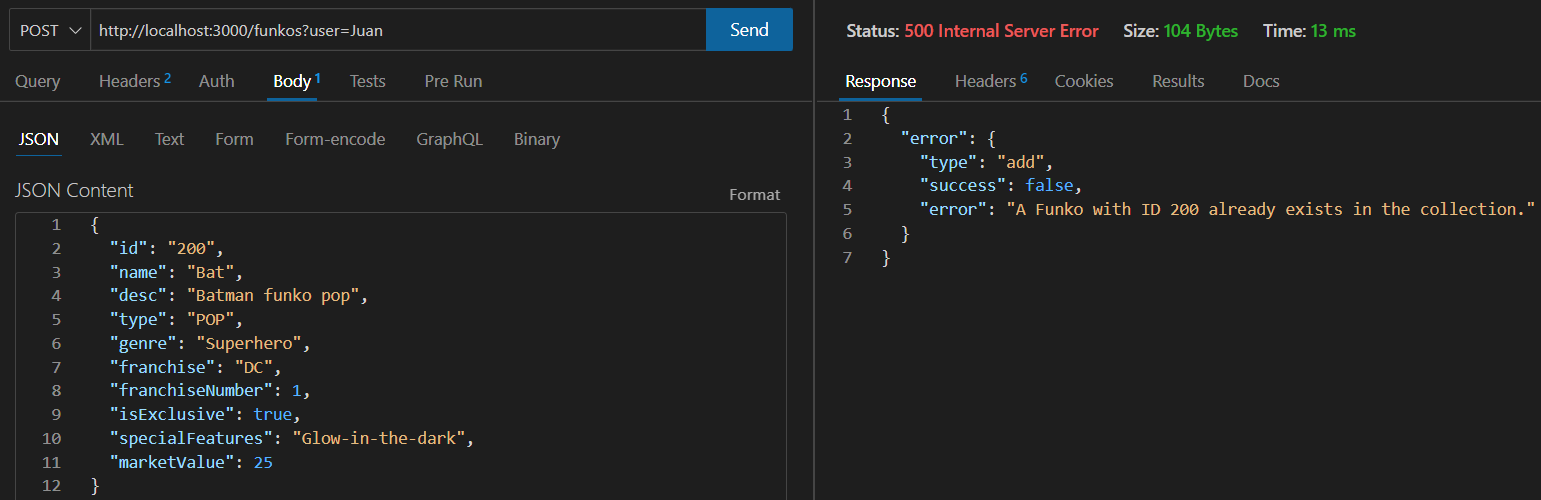 POST http://localhost:3000/funkos?user=Juan Send
Query Headers 2 Auth Body 1 Tests Pre Run
JSON XML Text Form Form-encode GraphQL Binary
JSON Content
Format
1 {
2 "id": "200",
3 "name": "Bat",
4 "desc": "Batman funko pop",
5 "type": "POP",
6 "genre": "Superhero",
7 "franchise": "DC",
8 "franchiseNumber": 1,
9 "isExclusive": true,
10 "specialFeatures": "Glow-in-the-dark",
11 "marketValue": 25
12 }
Status: 500 Internal Server Error Size: 104 Bytes Time: 13 ms
Response Headers 6 Cookies Results Docs
1 {
2 "error": {
3 "type": "add",
4 "success": false,
5 "error": "A Funko with ID 200 already exists in the collection."
6 }
7 }